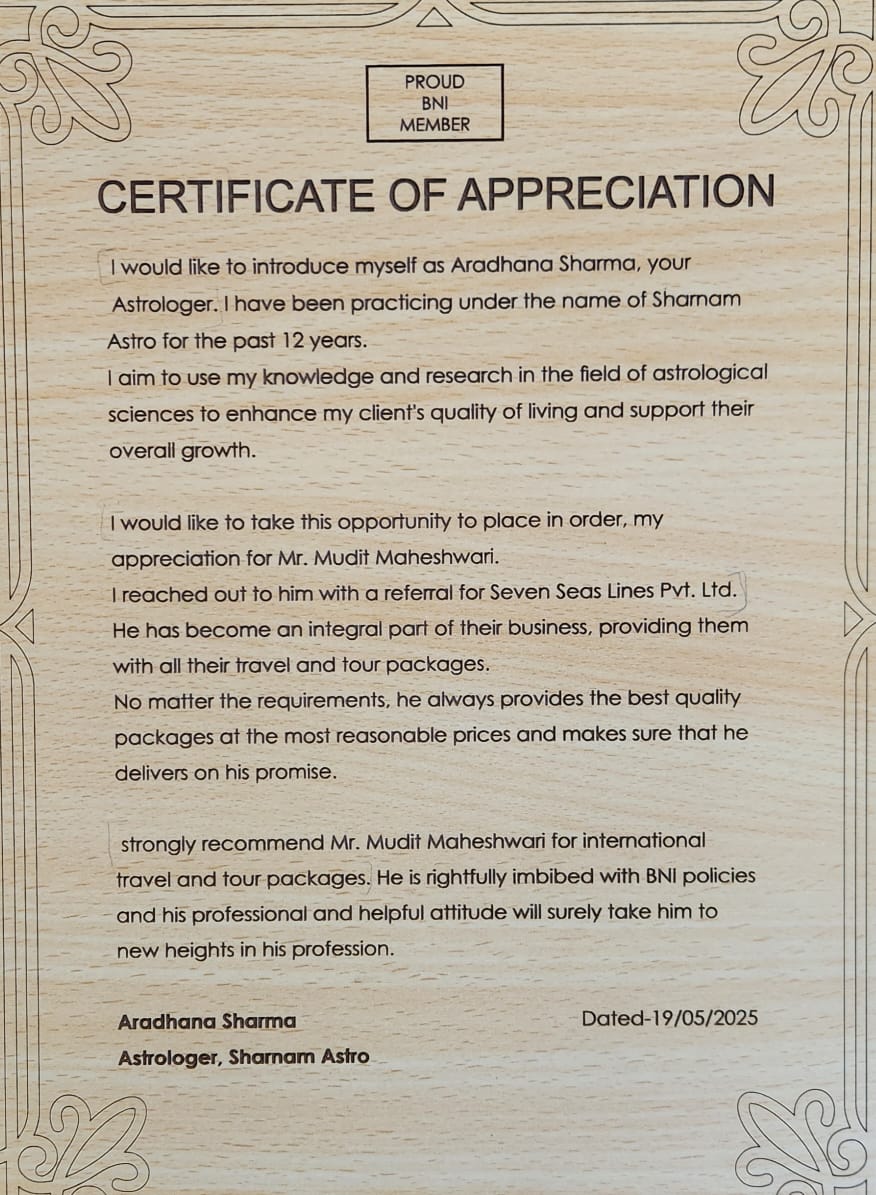 PROUD
BNI
MEMBER
CERTIFICATE OF APPRECIATION
I would like to introduce myself as Aradhana Sharma, your
Astrologer. I have been practicing under the name of Sharnam
Astro for the past 12 years.
I aim to use my knowledge and research in the field of astrological
sciences to enhance my client's quality of living and support their
overall growth.
I would like to take this opportunity to place in order, my
appreciation for Mr. Mudit Maheshwari.
I reached out to him with a referral for Seven Seas Lines Pvt. Ltd.
He has become an integral part of their business, providing them
with all their travel and tour packages.
No matter the requirements, he always provides the best quality
packages at the most reasonable prices and makes sure that he
delivers on his promise.
strongly recommend Mr. Mudit Maheshwari for international
travel and tour packages. He is rightfully imbibed with BNI policies
and his professional and helpful attitude will surely take him to
new heights in his profession.
Aradhana Sharma Dated-19/05/2025
Astrologer, Sharnam Astro